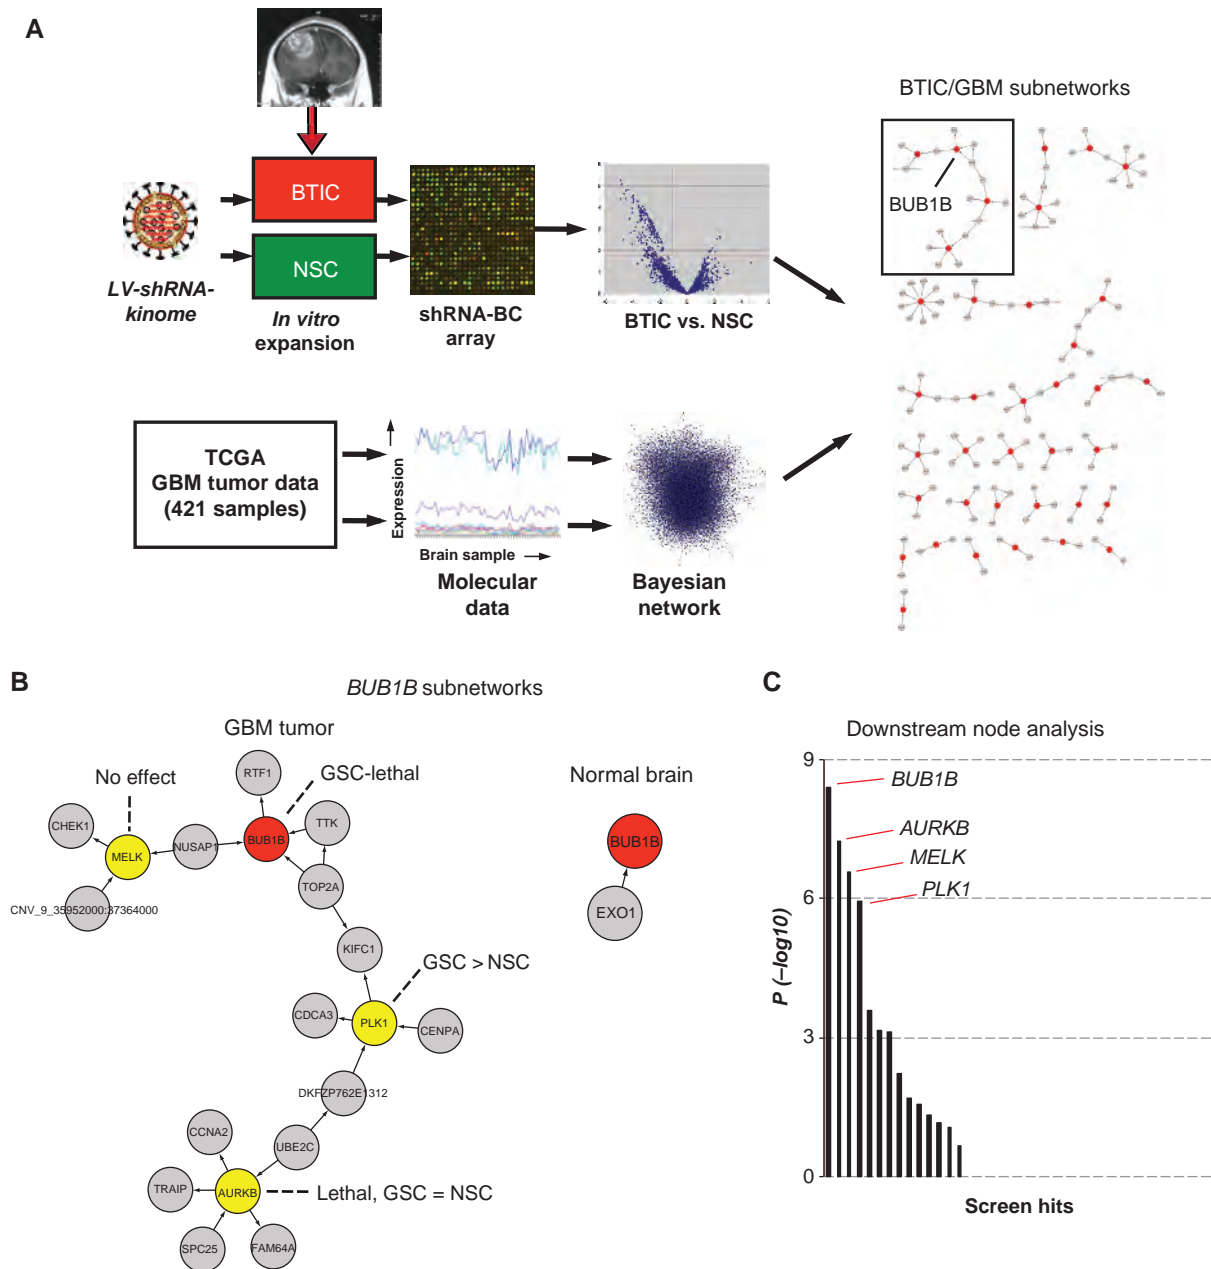 A
BTIC/GBM subnetworks
BTIC
NSC
BUB1B
LV-shRNA-
kinome
In vitro
expansion
shRNA-BC
array
BTIC vs. NSC
TCGA
GBM tumor data
(421 samples)
Expression
Brain sample
Molecular
data
Bayesian
network
B
BUB1B subnetworks
GBM tumor
Normal brain
No effect
GSC-lethal
RTF1
CHEK1
TTK
MELK
NUSAP1
BUB1B
TOP2A
CNV_9_35952000:37364000
KIFC1
GSC > NSC
CDCA3
PLK1
CENPA
DKFZP762E1312
CCNA2
UBE2C
TRAIP
AURKB
Lethal, GSC = NSC
SPC25
FAM64A
BUB1B
EXO1
C
Downstream node analysis
9
BUB1B
AURKB
MELK
PLK1
6
P (–log10)
3
0
Screen hits